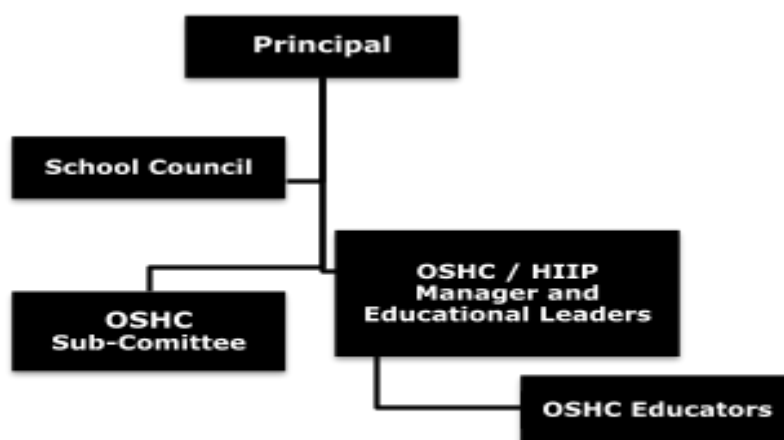 Principal
School Council
OSHC / HIIP
Manager and
Educational Leaders
OSHC
Sub-Comittee
OSHC Educators